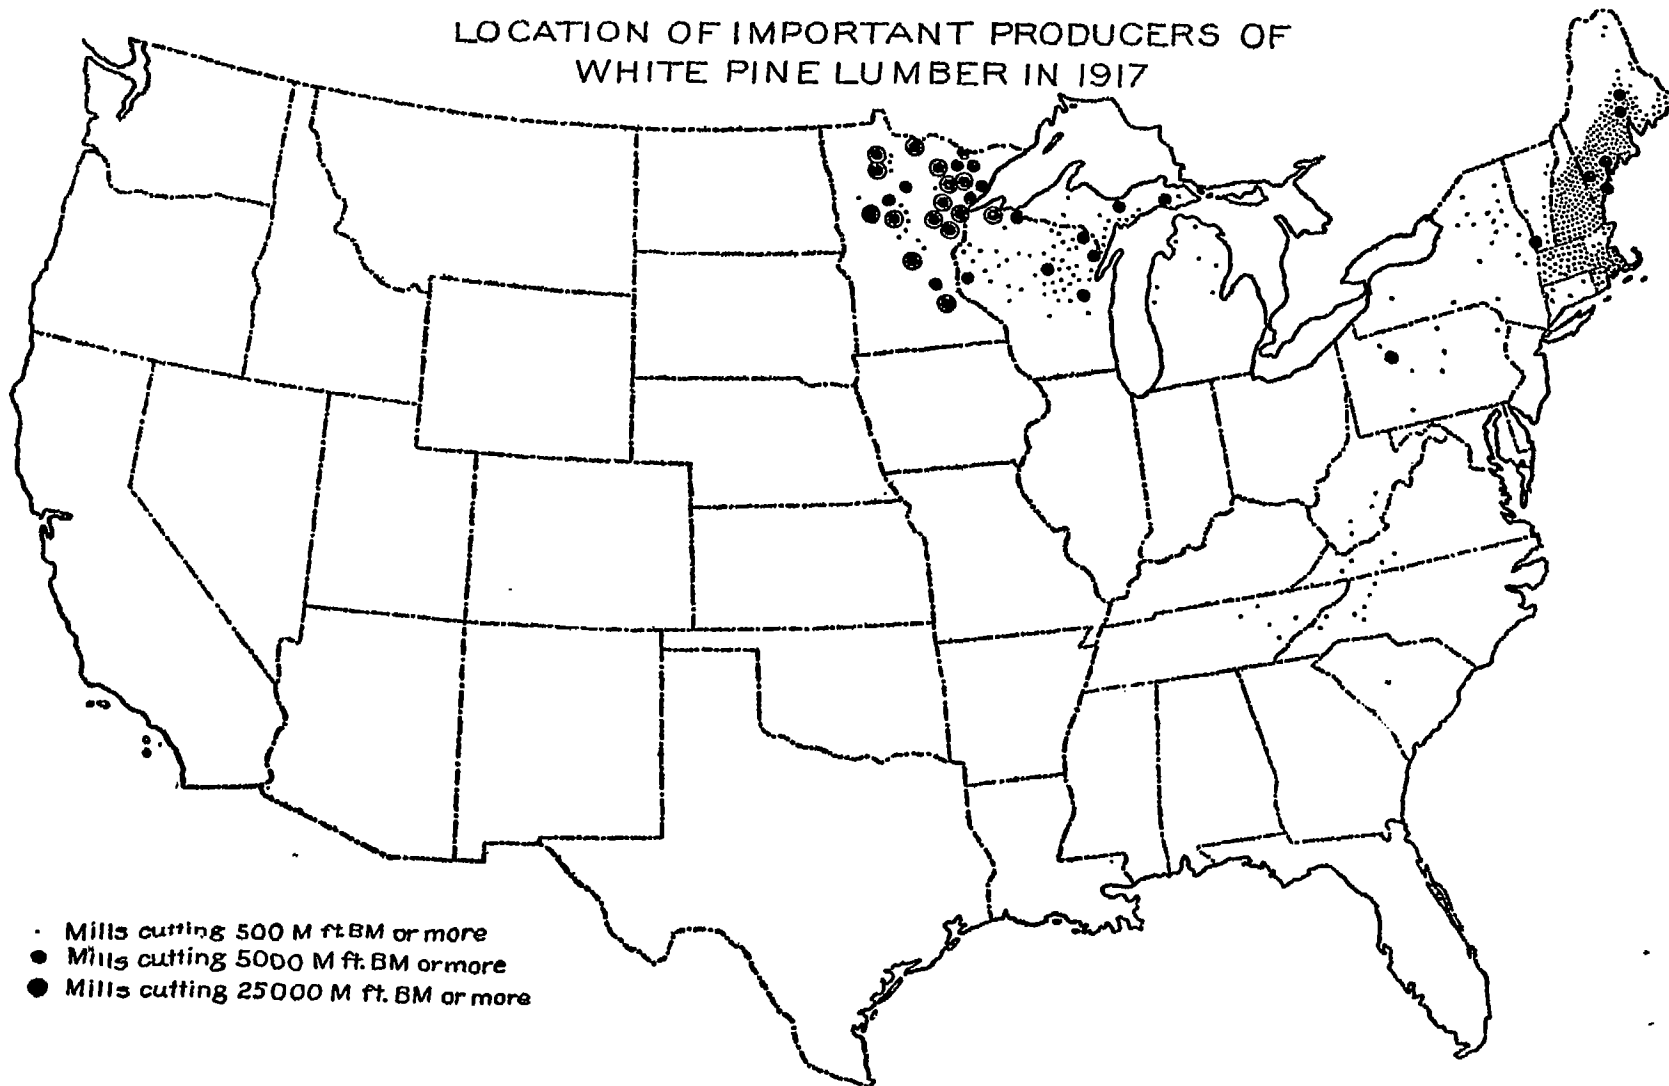 LOCATION OF IMPORTANT PRODUCERS OF
WHITE PINE LUMBER IN 1917
Mills cutting 500 M ft.BM or more
Mills cutting 5000 M ft. BM or more
Mills cutting 25000 M ft. BM or more